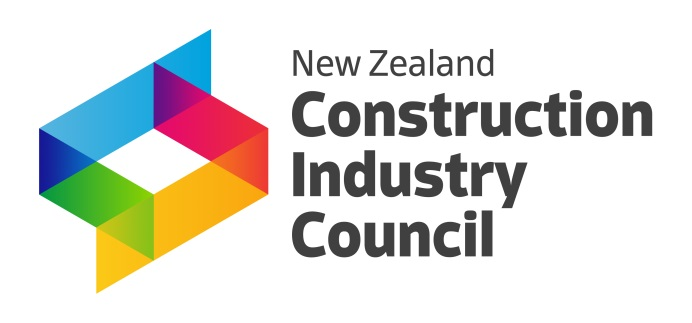 New Zealand
Construction
Industry
Council